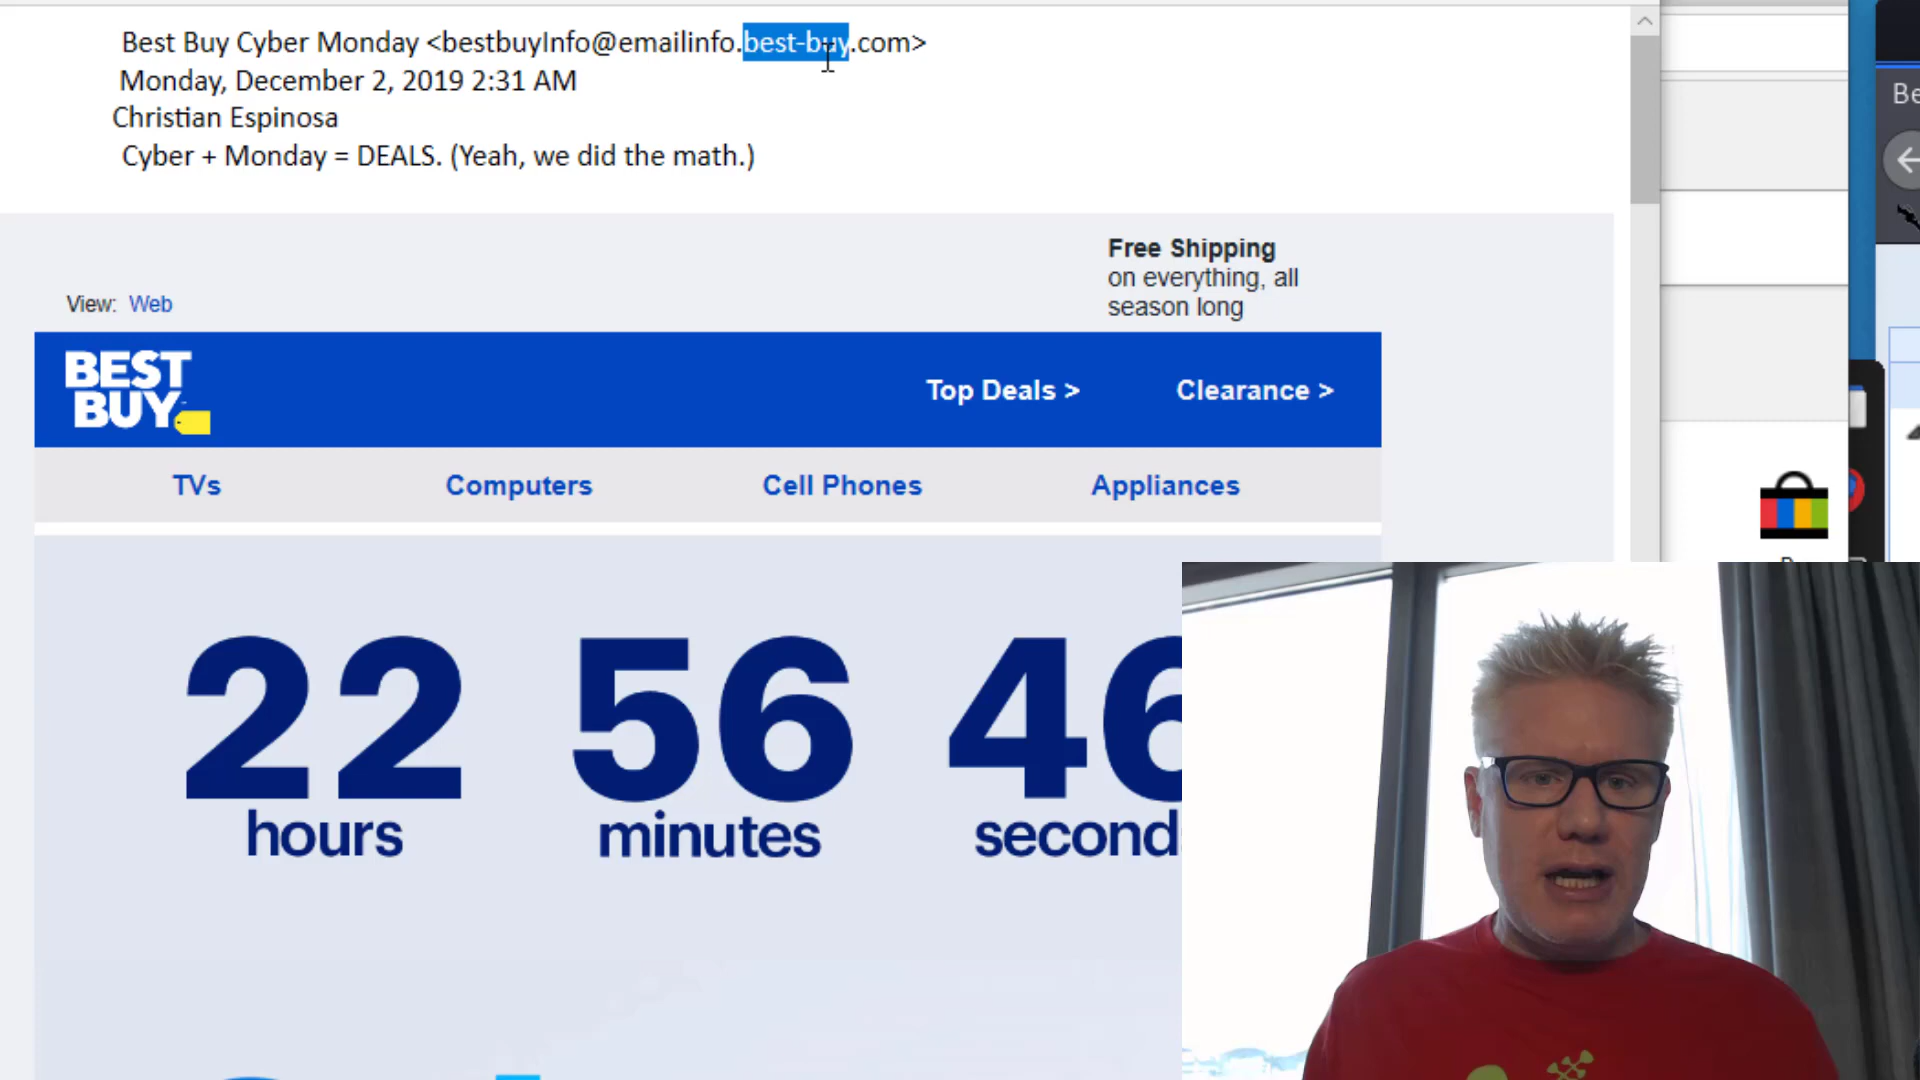 Best Buy Cyber Monday <bestbuyInfo@emailinfo.best-buy.com>
Monday, December 2, 2019 2:31 AM
Christian Espinosa
Cyber + Monday = DEALS. (Yeah, we did the math.)
Be
Free Shipping
on everything, all
season long
View: Web
BEST
BUY
Top Deals > Clearance >
TVs Computers Cell Phones Appliances
22 56 46
hours minutes second